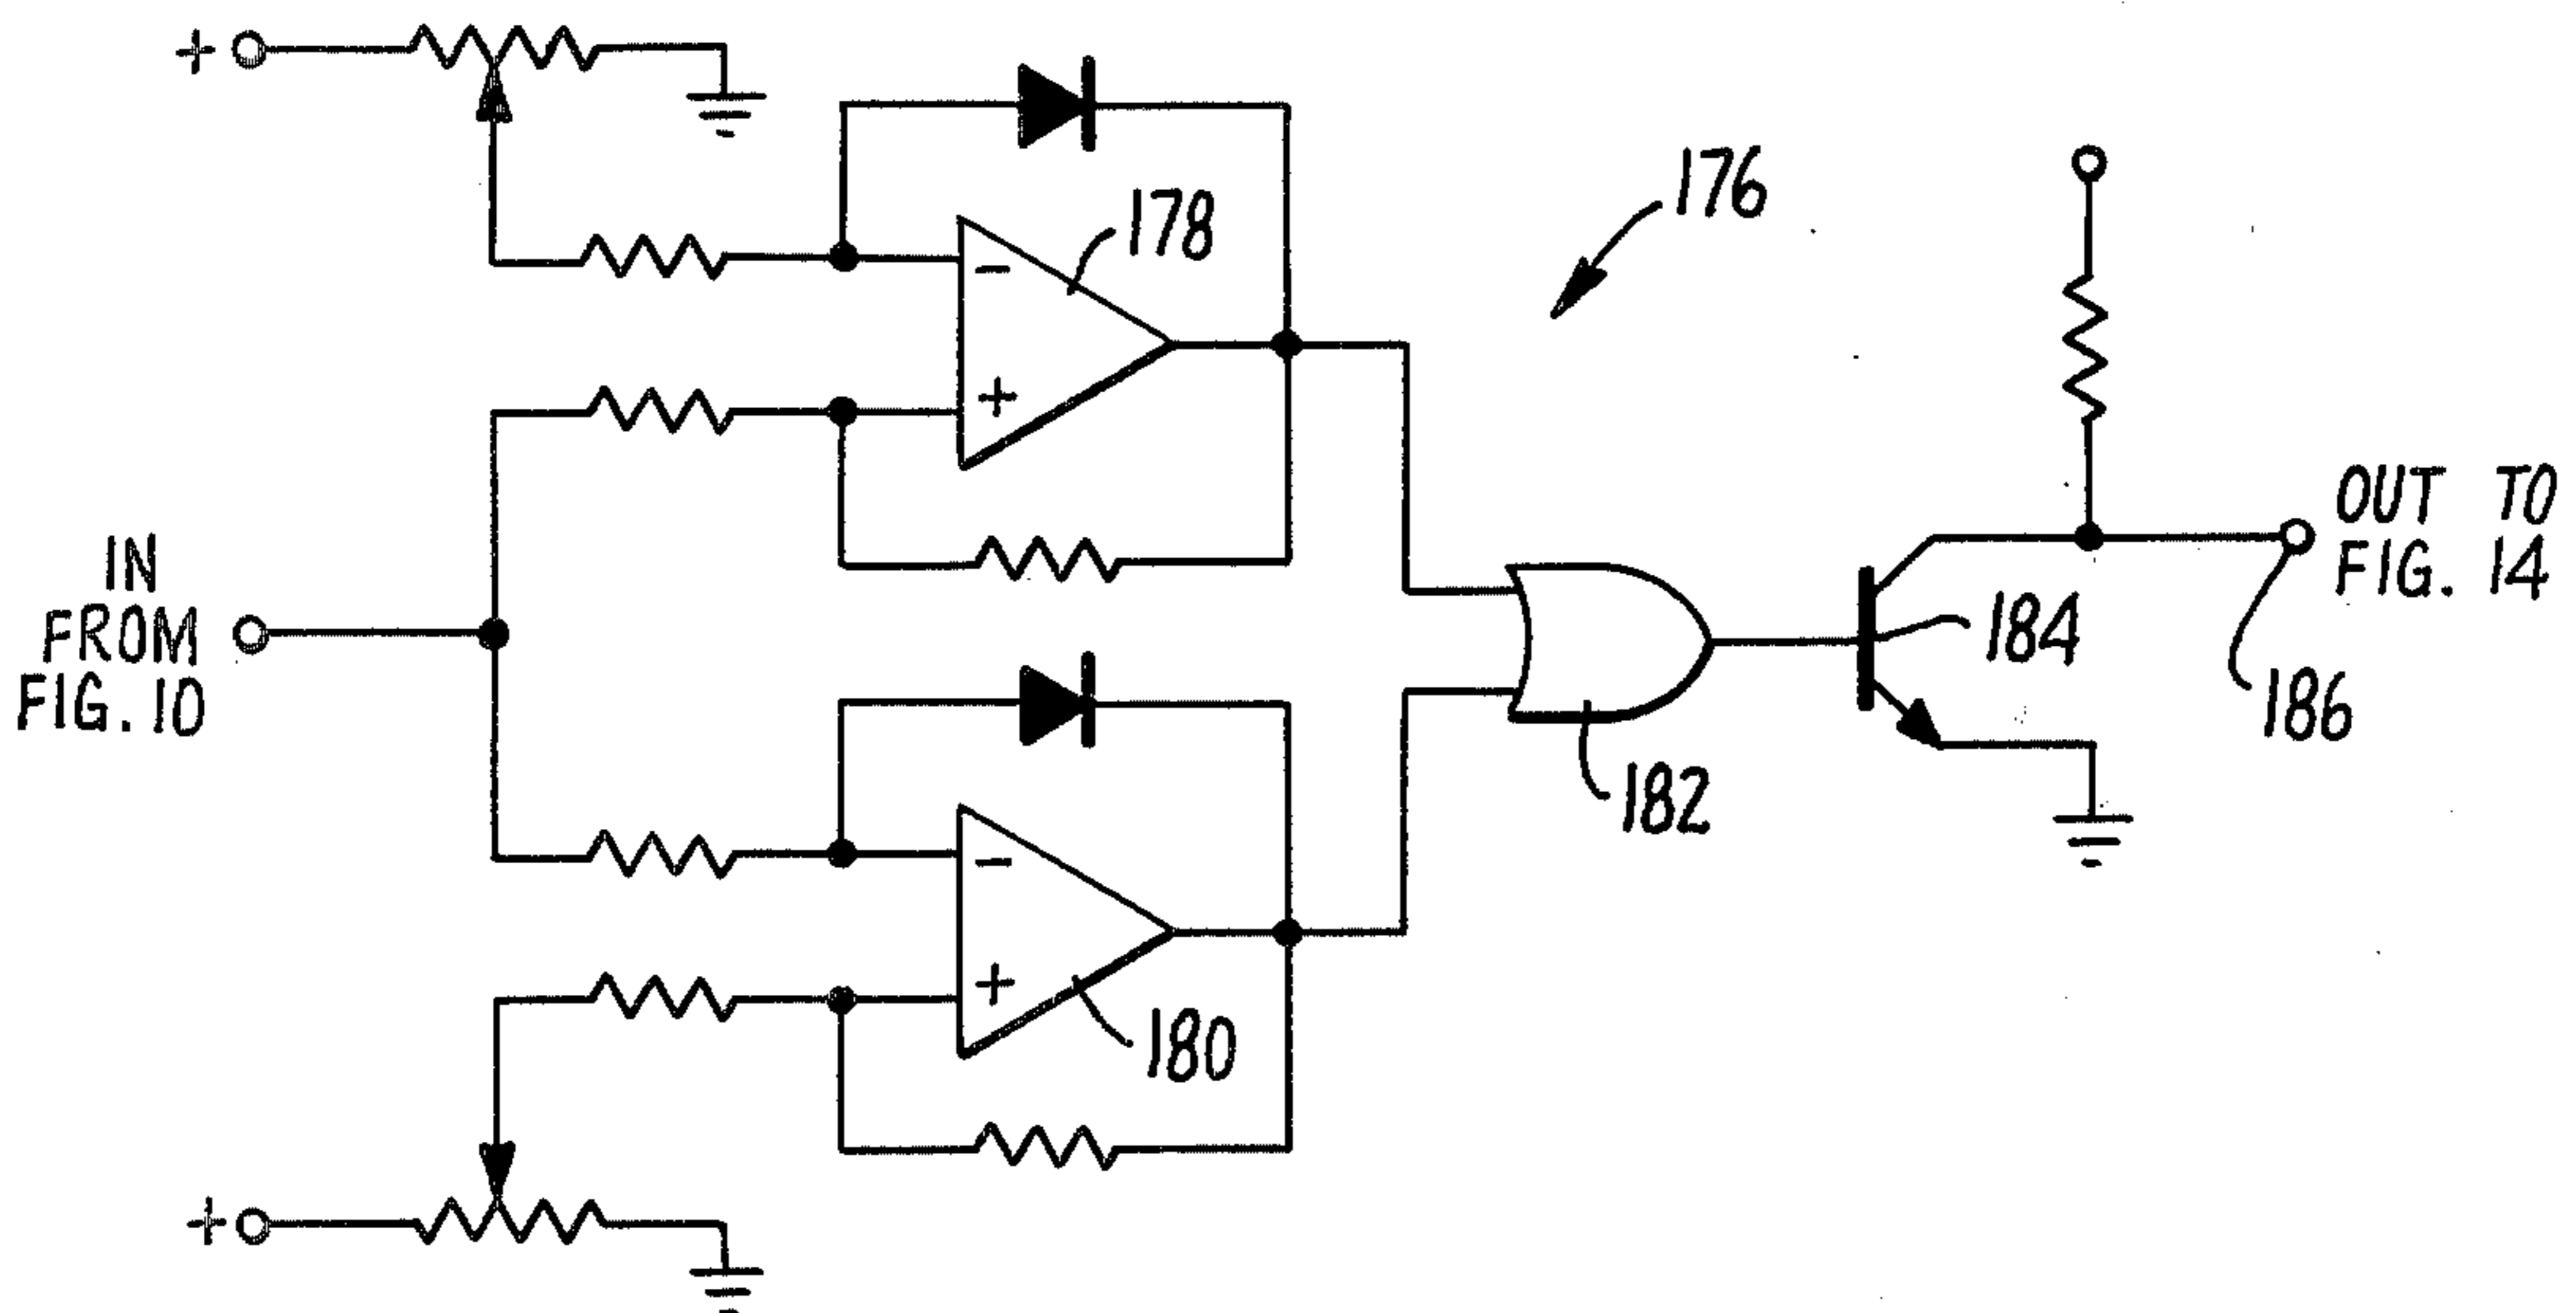 +
178
-
+
176
IN
FROM
FIG. 10
OUT TO
FIG. 14
184
186
182
-
+
180
+